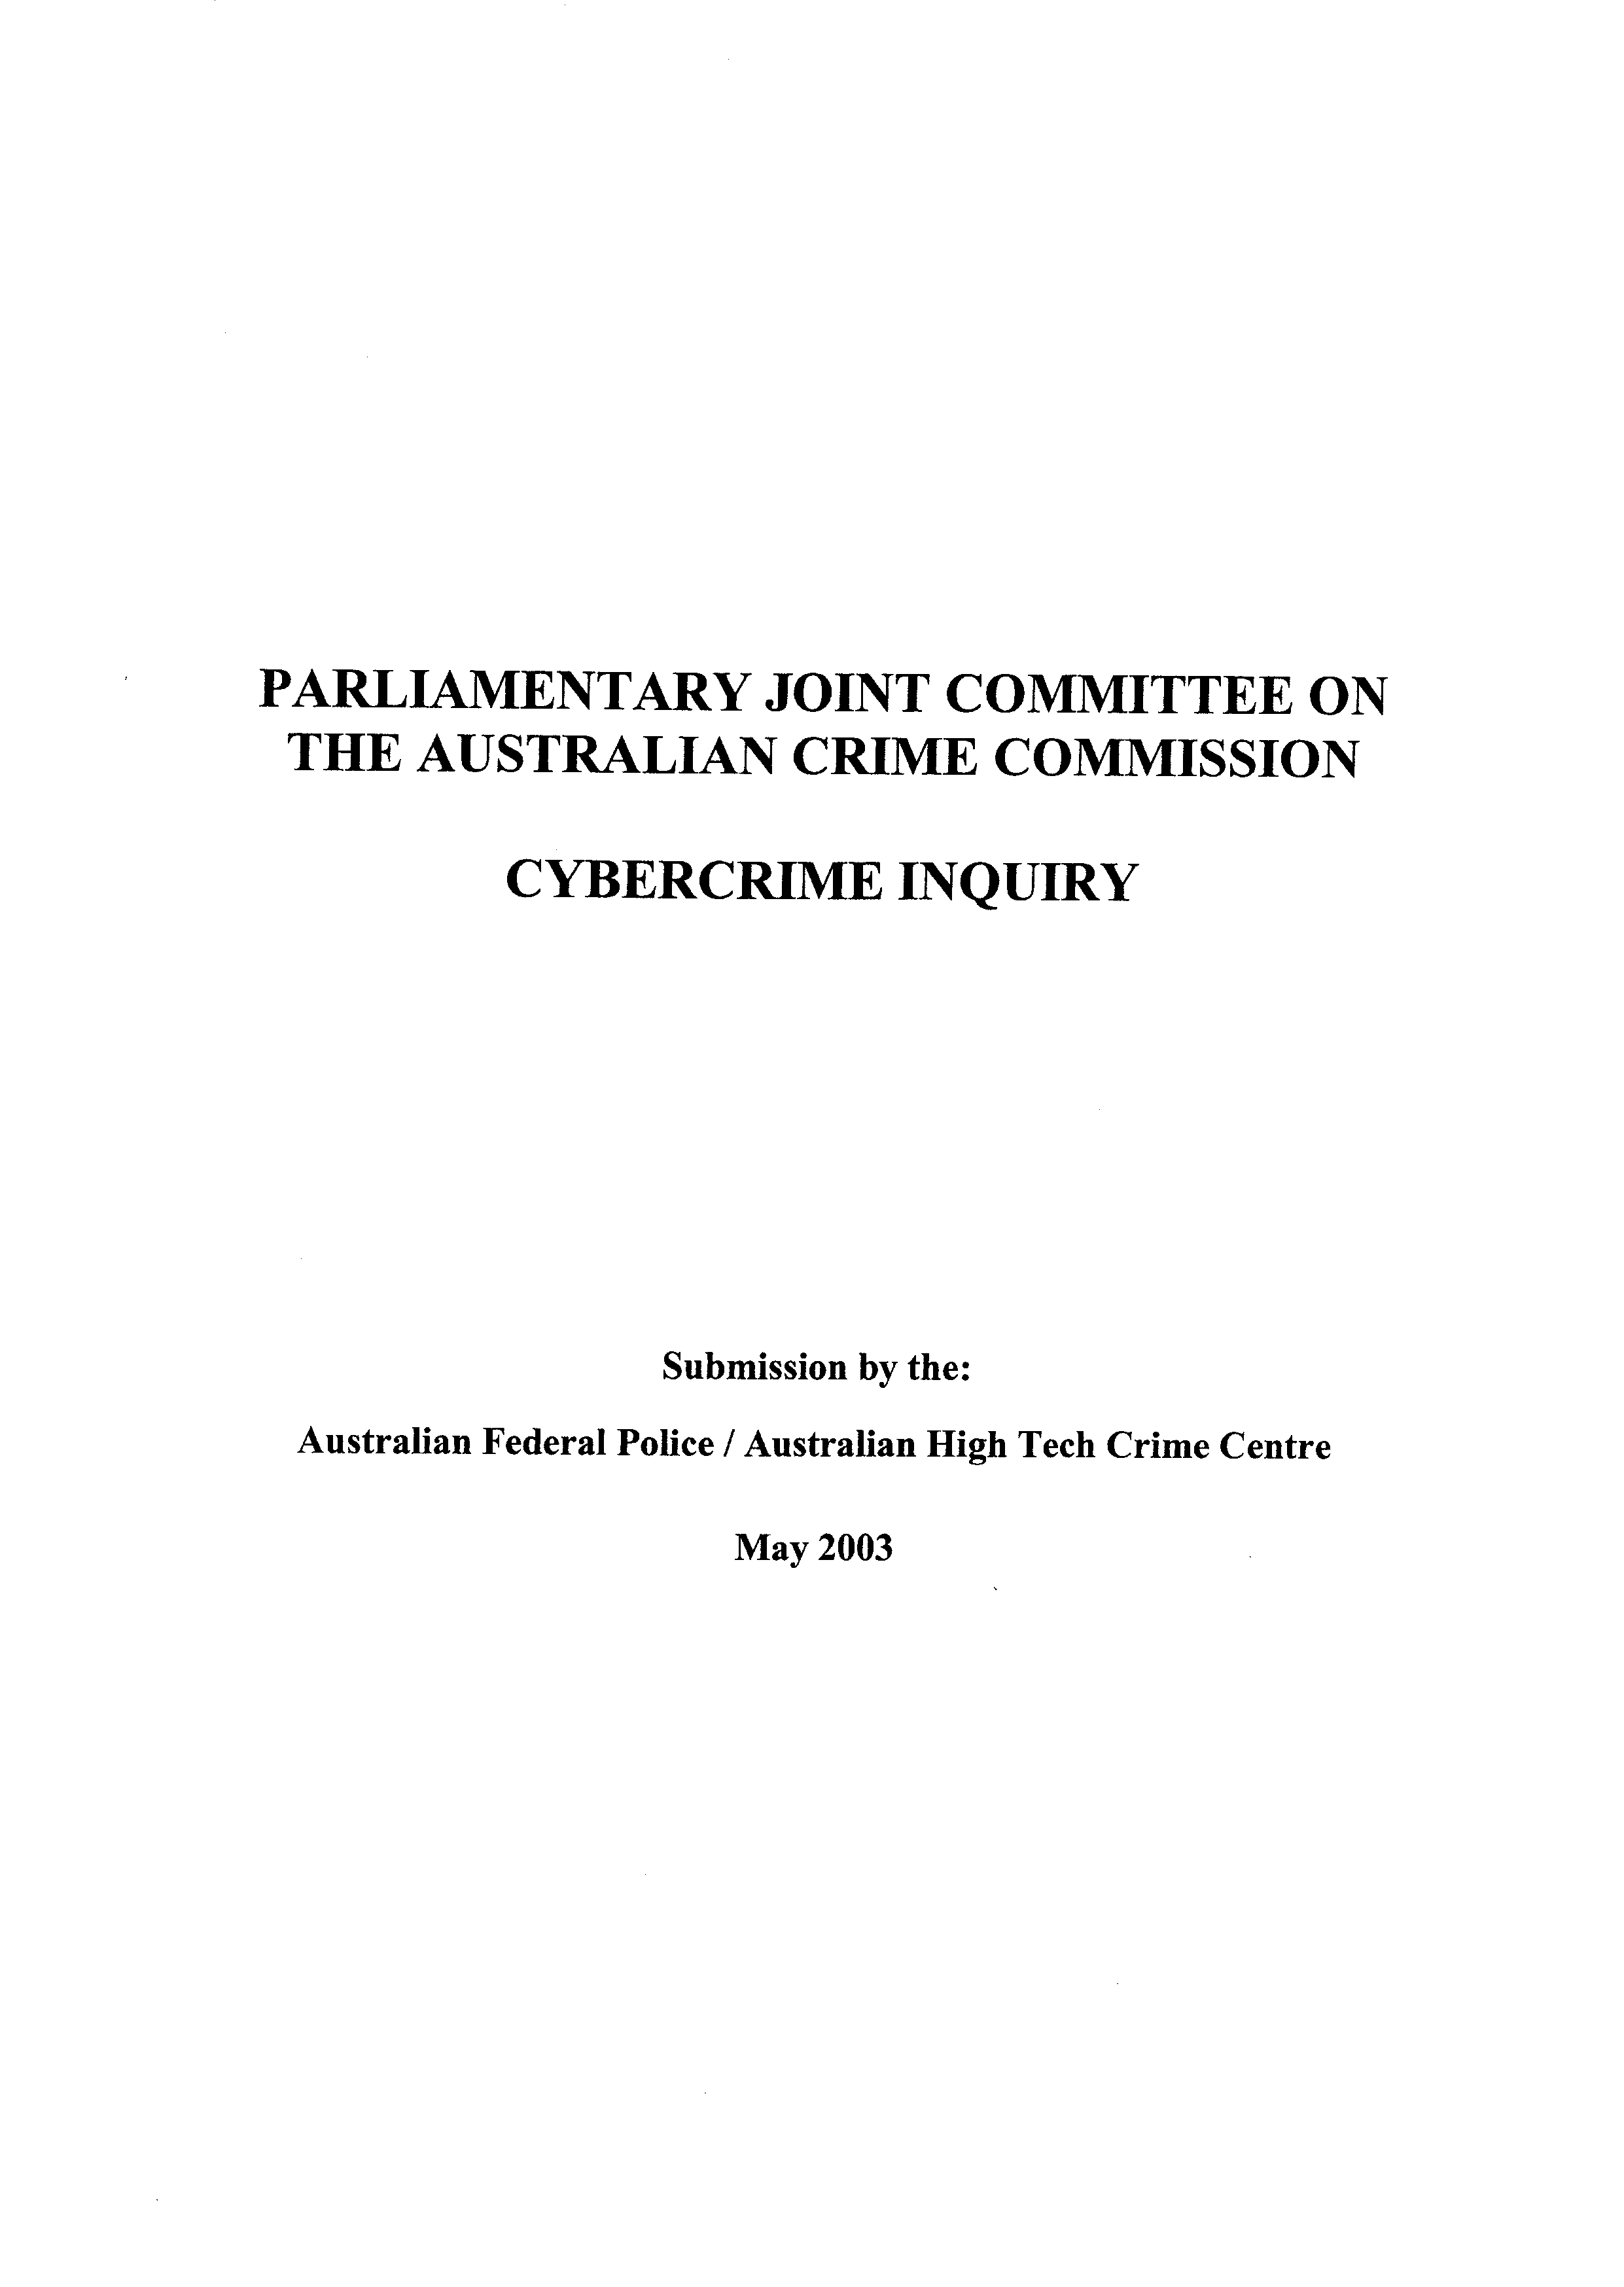 PARLIAMENTARY JOINT COMMITTEE ON
THE AUSTRALIAN CRIME COMMISSION
CYBERCRIME INQUIRY
Submission by the:
Australian Federal Police / Australian High Tech Crime Centre
May 2003